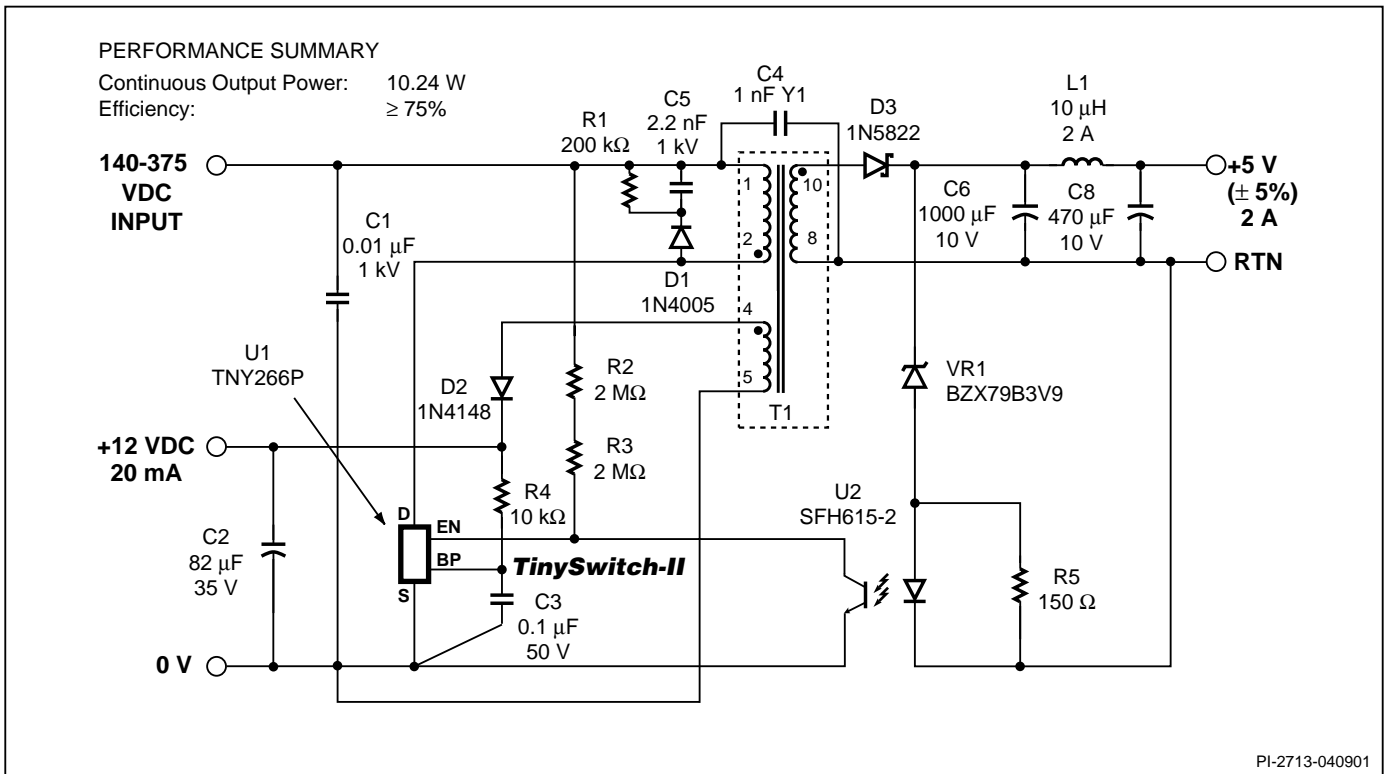 PERFORMANCE SUMMARY
Continuous Output Power: 10.24 W
Efficiency: ≥ 75%
C4
1 nF Y1
C5
2.2 nF
1 kV
R1
200 kΩ
D3
1N5822
L1
10 µH
2 A
140-375
VDC
INPUT
+5 V
(± 5%)
2 A
C1
0.01 µF
1 kV
1
2
10
8
C6
1000 µF
10 V
C8
470 µF
10 V
RTN
D1
1N4005
4
5
T1
U1
TNY266P
D2
1N4148
R2
2 MΩ
VR1
BZX79B3V9
+12 VDC
20 mA
R3
2 MΩ
R4
10 kΩ
U2
SFH615-2
D
EN
BP
S
TinySwitch-II
C2
82 µF
35 V
C3
0.1 µF
50 V
R5
150 Ω
0 V
PI-2713-040901